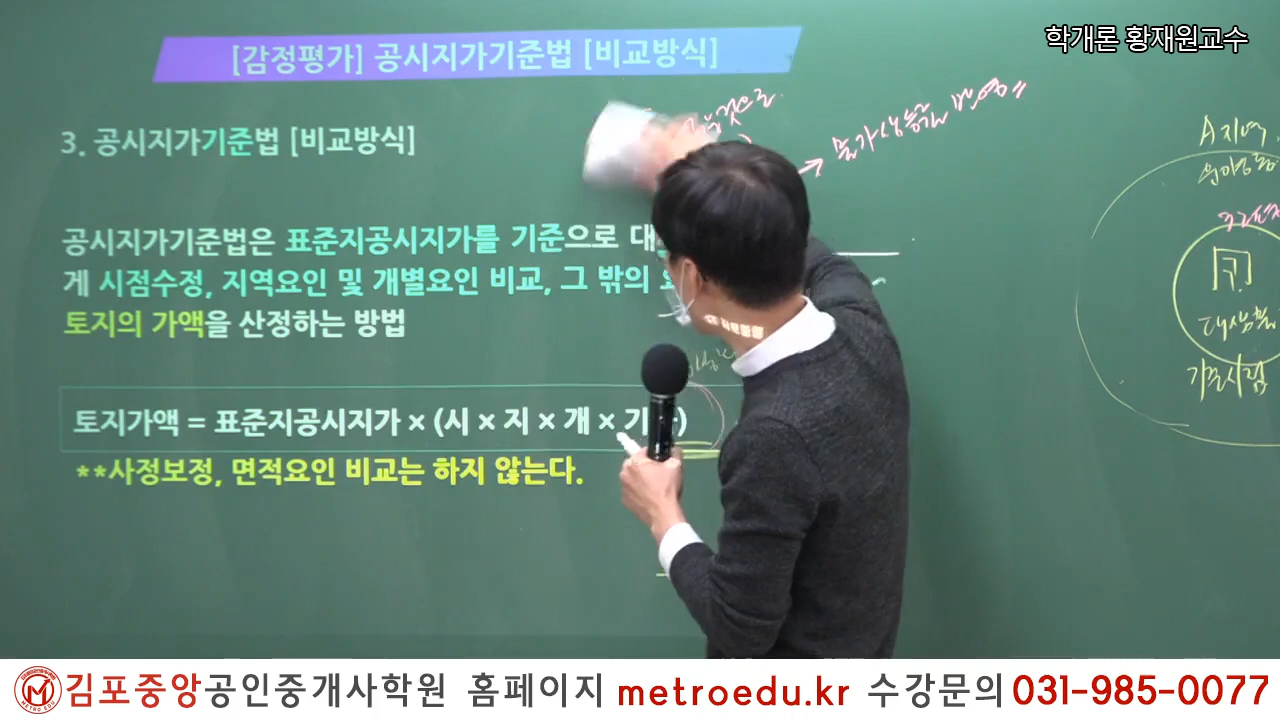 학개론 황재원교수
[감정평가] 공시지가기준법 [비교방식]
3. 공시지가기준법 [비교방식]
공시지가기준법은 표준지공시지가를 기준으로 대
게 시점수정, 지역요인 및 개별요인 비교, 그 밖의
토지의 가액을 산정하는 방법
토지가액 = 표준지공시지가 × (시 × 지 × 개 × 기 )
**사정보정, 면적요인 비교는 하지 않는다.
A지역
METRO EDU
김포중앙공인중개사학원 홈페이지 metroedu.kr 수강문의 031-985-0077